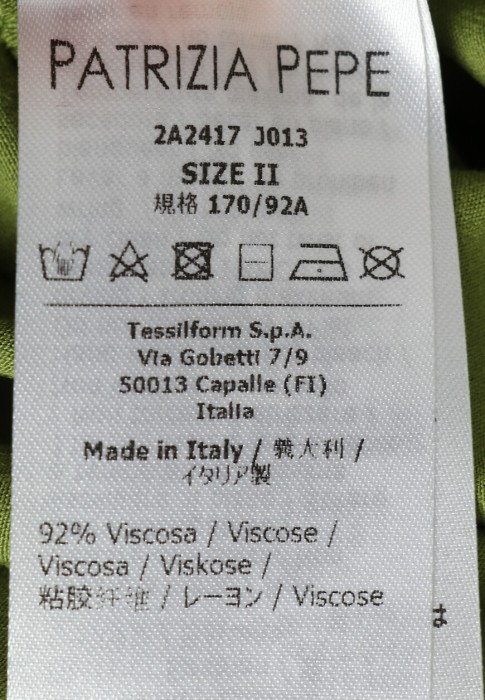 PATRIZIA PEPE
2A2417 J013
SIZE II
規格 170/92A
Tessilform S.p.A.
Via Gobetti 7/9
50013 Capalle (FI)
Italia
Made in Italy / 義大利 /
イタリア製
92% Viscosa / Viscose /
Viscosa / Viskose /
粘胶纤维 / レーヨン / Viscose
は